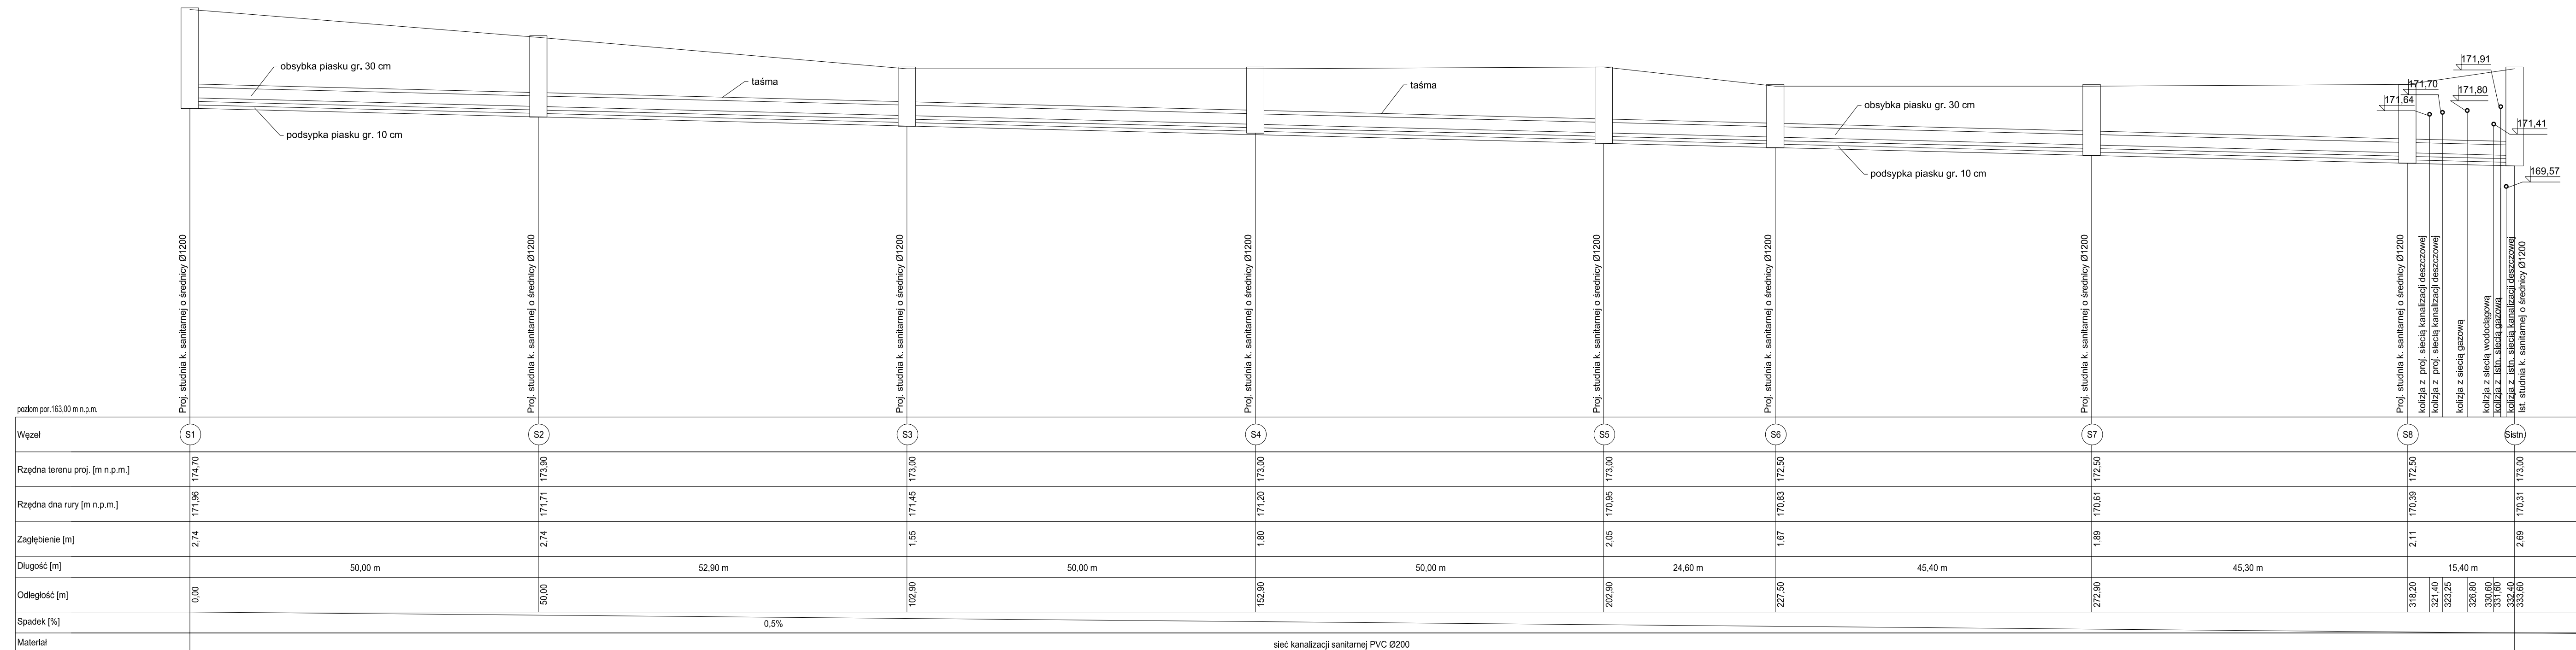 obsybka piasku gr. 30 cm
taśma
taśma
podsypka piasku gr. 10 cm
obsybka piasku gr. 30 cm
podsypka piasku gr. 10 cm
171,64
171,70
171,80
171,91
171,41
169,57
Proj. studnia k. sanitarnej o średnicy Ø1200
Proj. studnia k. sanitarnej o średnicy Ø1200
Proj. studnia k. sanitarnej o średnicy Ø1200
Proj. studnia k. sanitarnej o średnicy Ø1200
Proj. studnia k. sanitarnej o średnicy Ø1200
Proj. studnia k. sanitarnej o średnicy Ø1200
Proj. studnia k. sanitarnej o średnicy Ø1200
Proj. studnia k. sanitarnej o średnicy Ø1200
kolizja z proj. siecią kanalizacji deszczowej
kolizja z proj. siecią kanalizacji deszczowej
kolizja z siecią gazową
kolizja z siecią wodociągową
kolizja z istn. siecią gazową
kolizja z istn. siecią kanalizacji deszczowej
Ist. studnia k. sanitarnej o średnicy Ø1200
poziom por.163,00 m n.p.m.
Węzeł S1 S2 S3 S4 S5 S6 S7 S8 Sistn.
Rzędna terenu proj. [m n.p.m.] 174,70 173,90 173,00 173,00 173,00 172,50 172,50 172,50 173,00
Rzędna dna rury [m n.p.m.] 171,96 171,71 171,45 171,20 170,95 170,83 170,61 170,39 170,31
Zagłębienie [m] 2,74 2,74 1,55 1,80 2,05 1,67 1,89 2,11 2,69
Długość [m] 50,00 m 52,90 m 50,00 m 50,00 m 24,60 m 45,40 m 45,30 m 15,40 m
Odległość [m] 0,00 50,00 102,90 152,90 202,90 227,50 272,90 318,20 321,40 323,25 326,80 330,60 331,60 332,40 333,60
Spadek [%] 0,5%
Materiał sieć kanalizacji sanitarnej PVC Ø200